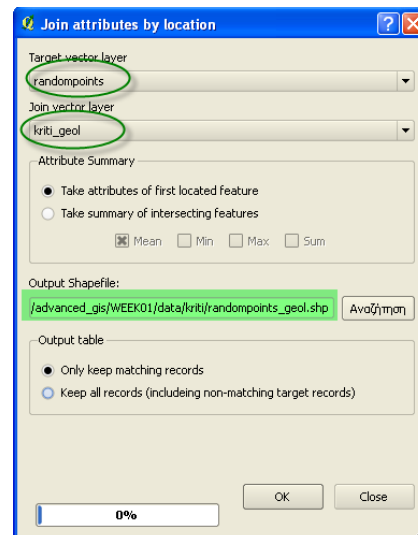 Join attributes by location
Target vector layer
randompoints
Join vector layer
kriti_geol
Attribute Summary
Take attributes of first located feature
Take summary of intersecting features
Mean Min Max Sum
Output Shapefile:
/advanced_gis/WEEK01/data/kriti/randompoints_geol.shp Αναζήτηση
Output table
Only keep matching records
Keep all records (includeing non-matching target records)
OK Close
0%